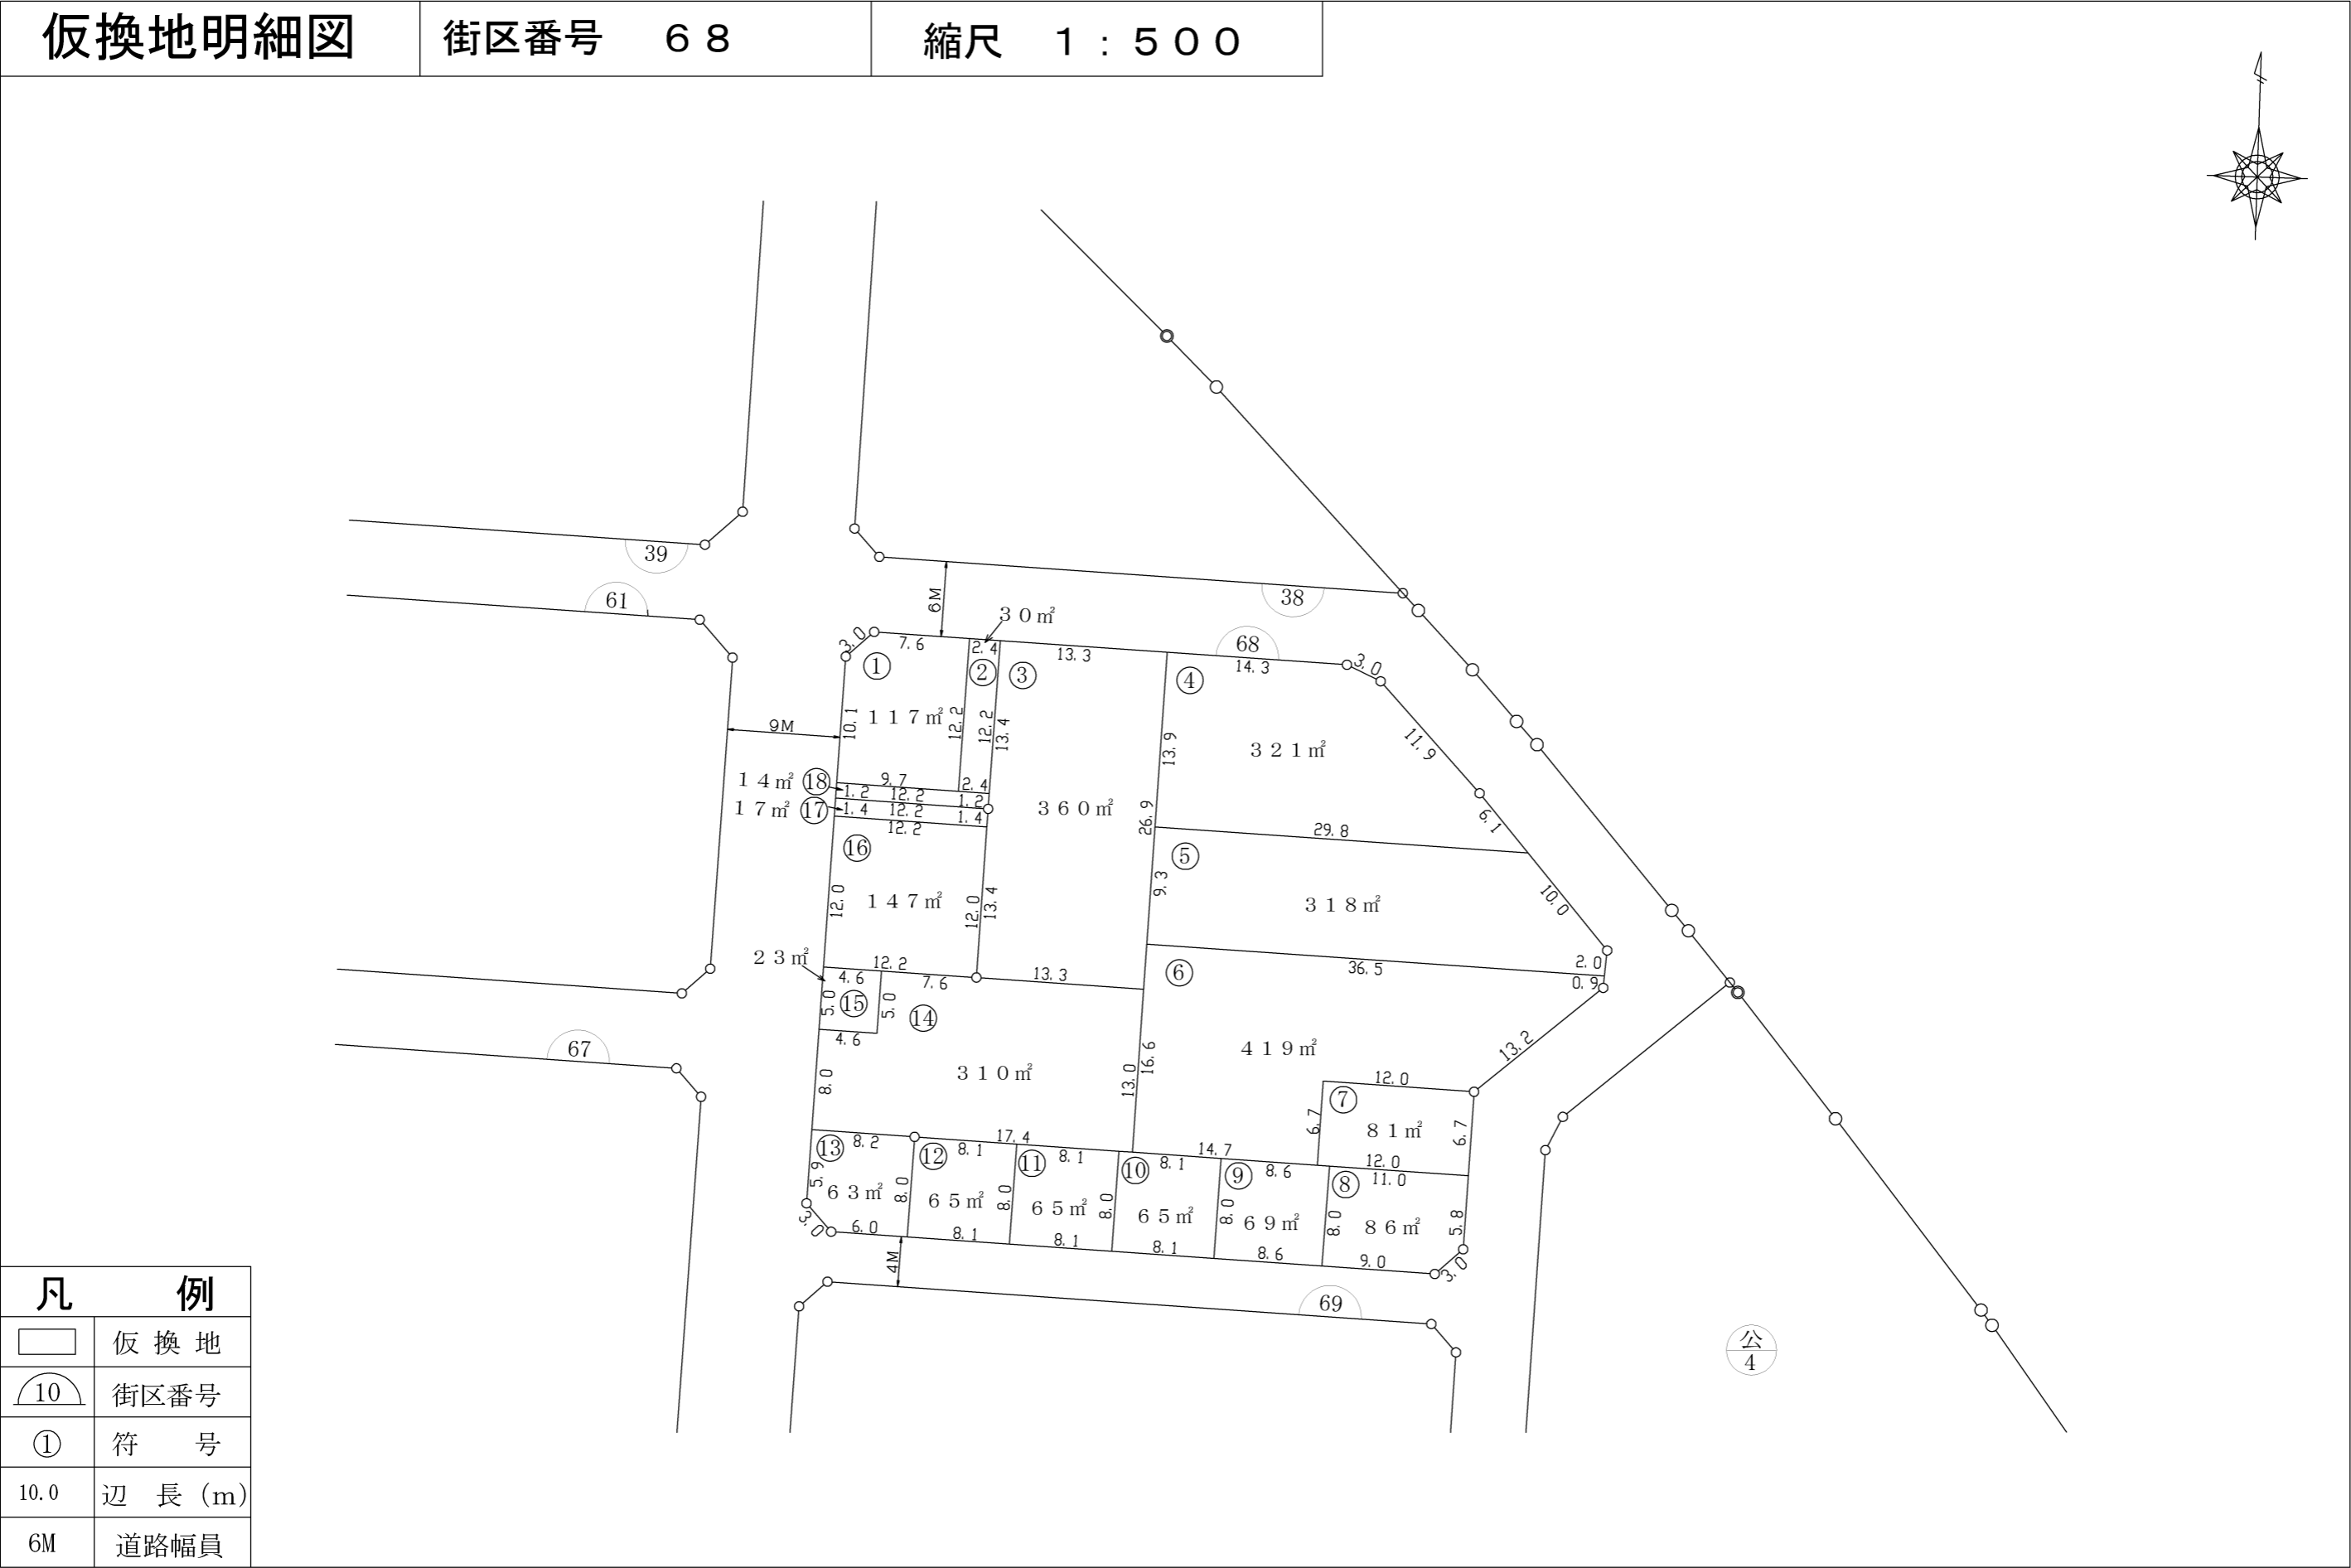 仮換地明細図 街区番号 ６８ 縮尺 １：５００
39
61
38
6M
３０㎡
68
3.0 7.6 2.4 13.3 14.3 3.0
① ② ③ ④
10.1 １１７㎡ 12.2 12.2 13.4 13.9 ３２１㎡ 11.9
9M
１４㎡ ⑱ 9.7 2.4
1.2 12.2 1.2
１７㎡ ⑰ 1.4 12.2 1.4
12.2
３６０㎡ 26.9 29.8 6.1
⑯ ⑤
12.0 １４７㎡ 12.0 13.4 9.3 ３１８㎡ 10.0
２３㎡ 12.2
4.6 7.6 13.3 ⑥ 36.5 2.0
0.9
5.0 ⑮ 5.0 ⑭
4.6
67
8.0 ３１０㎡ 13.0 16.6 ４１９㎡ 13.2
12.0
⑦
6.7 ８１㎡ 6.7
⑬ 8.2 17.4 14.7 12.0
⑫ 8.1 ⑪ 8.1 ⑩ 8.1 ⑨ 8.6 ⑧ 11.0
5.9 ６３㎡ 8.0 ６５㎡ 8.0 ６５㎡ 8.0 ６５㎡ 8.0 ６９㎡ 8.0 ８６㎡ 5.8
3.0 6.0 8.1 8.1 8.1 8.6 9.0 3.0
4M
69
公
4
凡 例
仮 換 地
10 街区番号
① 符 号
10.0 辺 長（m）
6M 道路幅員